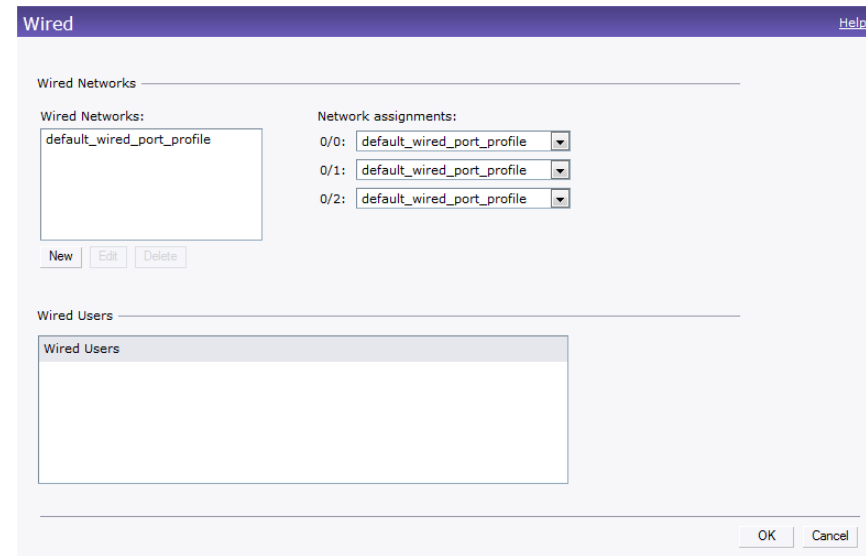 Wired Help
Wired Networks
Wired Networks: Network assignments:
default_wired_port_profile 0/0: default_wired_port_profile
0/1: default_wired_port_profile
0/2: default_wired_port_profile
New Edit Delete
Wired Users
Wired Users
OK Cancel